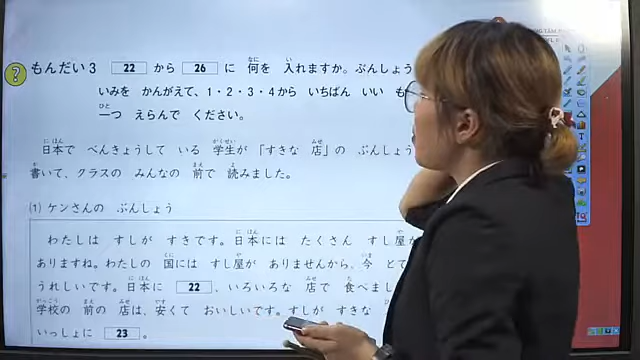 もんだい3 22 から 26 に 何を 入れますか。ぶんしょう
いみを かんがえて、1・2・3・4から いちばん いい も
一つ えらんで ください。
日本で べんきょうして いる 学生が 「すきな 店」の ぶんしょう
書いて、クラスの みんなの 前で 読みました。
(1) ケンさんの ぶんしょう
わたしは すしが すきです。日本には たくさん すし屋が
ありますね。わたしの 国には すし屋が ありませんから、今 とて
うれしいです。日本に 22 、いろいろな 店で 食べまし
学校の 前の 店は、安くて おいしいです。すしが すきな
いっしょに 23 。